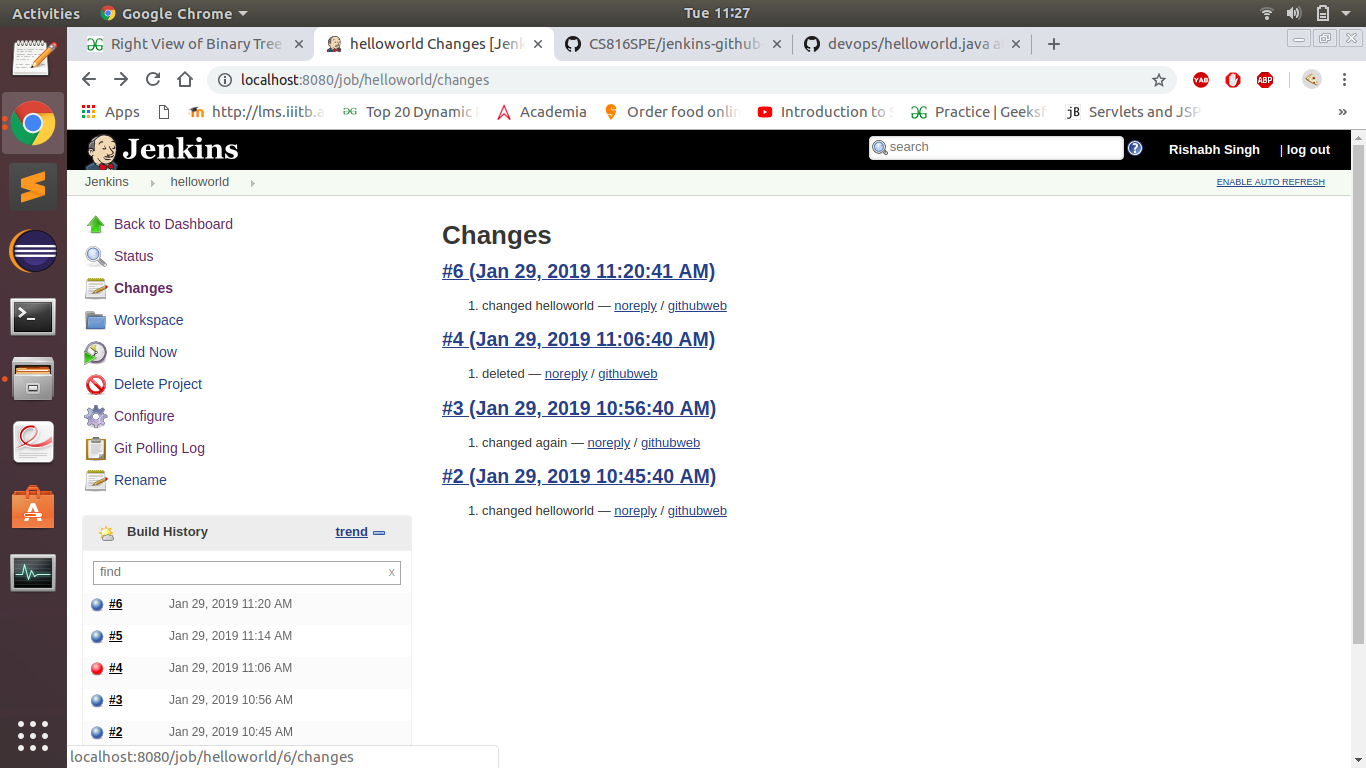 Activities Google Chrome Tue 11:27
Right View of Binary Tree helloworld Changes [Jen CS816SPE/jenkins-github devops/helloworld.java a
localhost:8080/job/helloworld/changes YAB ABP
Apps http://lms.iiitb.a Top 20 Dynamic Academia Order food onlin Introduction to S Practice | Geeksf jB Servlets and JSP »
Jenkins search ? Rishabh Singh | log out
Jenkins helloworld ENABLE AUTO REFRESH
Back to Dashboard
Status
Changes
Workspace
Build Now
Delete Project
Configure
Git Polling Log
Rename
Build History trend
find x
#6 Jan 29, 2019 11:20 AM
#5 Jan 29, 2019 11:14 AM
#4 Jan 29, 2019 11:06 AM
#3 Jan 29, 2019 10:56 AM
#2 Jan 29, 2019 10:45 AM
Changes
#6 (Jan 29, 2019 11:20:41 AM)
1. changed helloworld — noreply / githubweb
#4 (Jan 29, 2019 11:06:40 AM)
1. deleted — noreply / githubweb
#3 (Jan 29, 2019 10:56:40 AM)
1. changed again — noreply / githubweb
#2 (Jan 29, 2019 10:45:40 AM)
1. changed helloworld — noreply / githubweb
localhost:8080/job/helloworld/6/changes